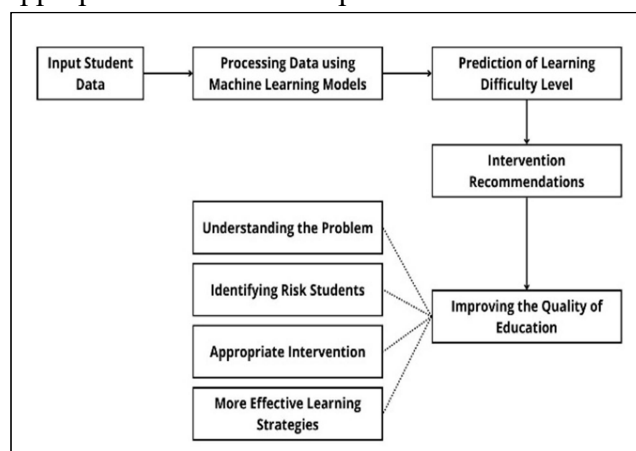 Input Student
Data
Processing Data using
Machine Learning Models
Prediction of Learning
Difficulty Level
Intervention
Recommendations
Understanding the Problem
Identifying Risk Students
Improving the Quality of
Education
Appropriate Intervention
More Effective Learning
Strategies